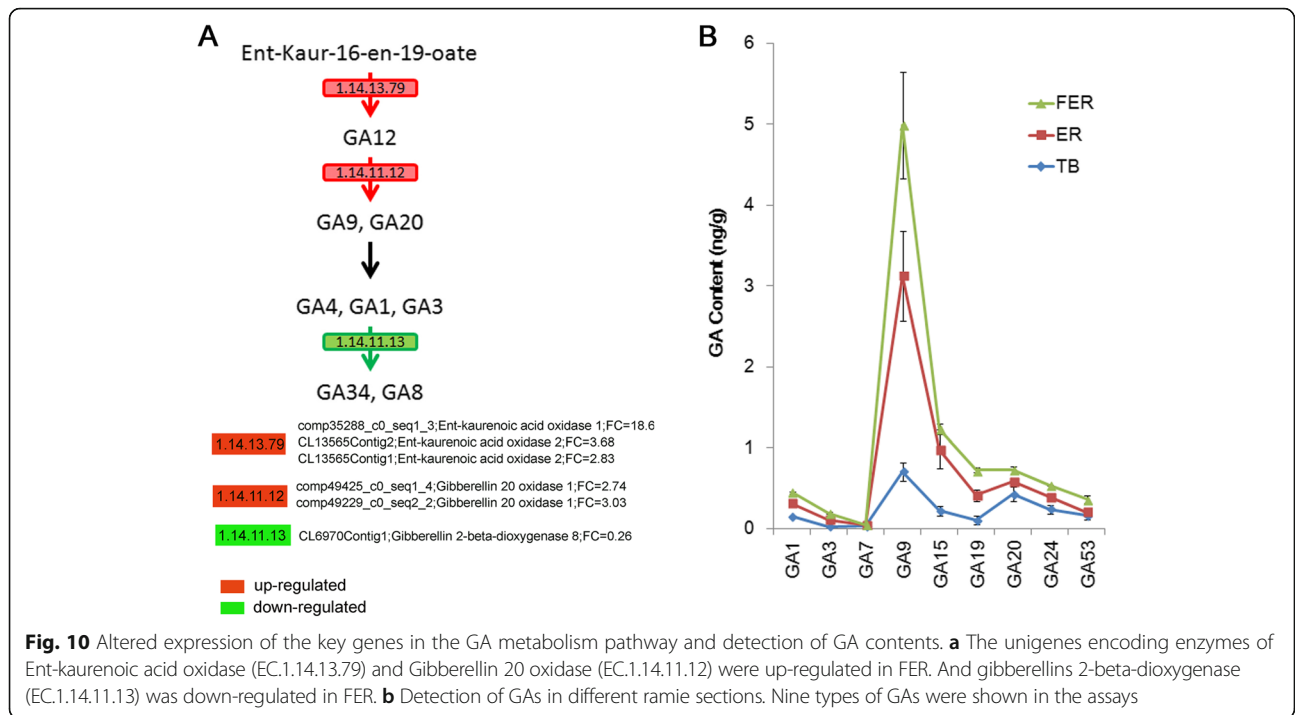 A
Ent-Kaur-16-en-19-oate
1.14.13.79
GA12
1.14.11.12
GA9, GA20
GA4, GA1, GA3
1.14.11.13
GA34, GA8
1.14.13.79
comp35288_c0_seq1_3;Ent-kaurenoic acid oxidase 1;FC=18.6
CL13565Contig2;Ent-kaurenoic acid oxidase 2;FC=3.68
CL13565Contig1;Ent-kaurenoic acid oxidase 2;FC=2.83
1.14.11.12
comp49425_c0_seq1_4;Gibberellin 20 oxidase 1;FC=2.74
comp49229_c0_seq2_2;Gibberellin 20 oxidase 1;FC=3.03
1.14.11.13
CL6970Contig1;Gibberellin 2-beta-dioxygenase 8;FC=0.26
up-regulated
down-regulated
B
GA Content (ng/g)
6
5
4
3
2
1
0
FER
ER
TB
GA1
GA3
GA7
GA9
GA15
GA19
GA20
GA24
GA53
Fig. 10 Altered expression of the key genes in the GA metabolism pathway and detection of GA contents. a The unigenes encoding enzymes of
Ent-kaurenoic acid oxidase (EC.1.14.13.79) and Gibberellin 20 oxidase (EC.1.14.11.12) were up-regulated in FER. And gibberellins 2-beta-dioxygenase
(EC.1.14.11.13) was down-regulated in FER. b Detection of GAs in different ramie sections. Nine types of GAs were shown in the assays